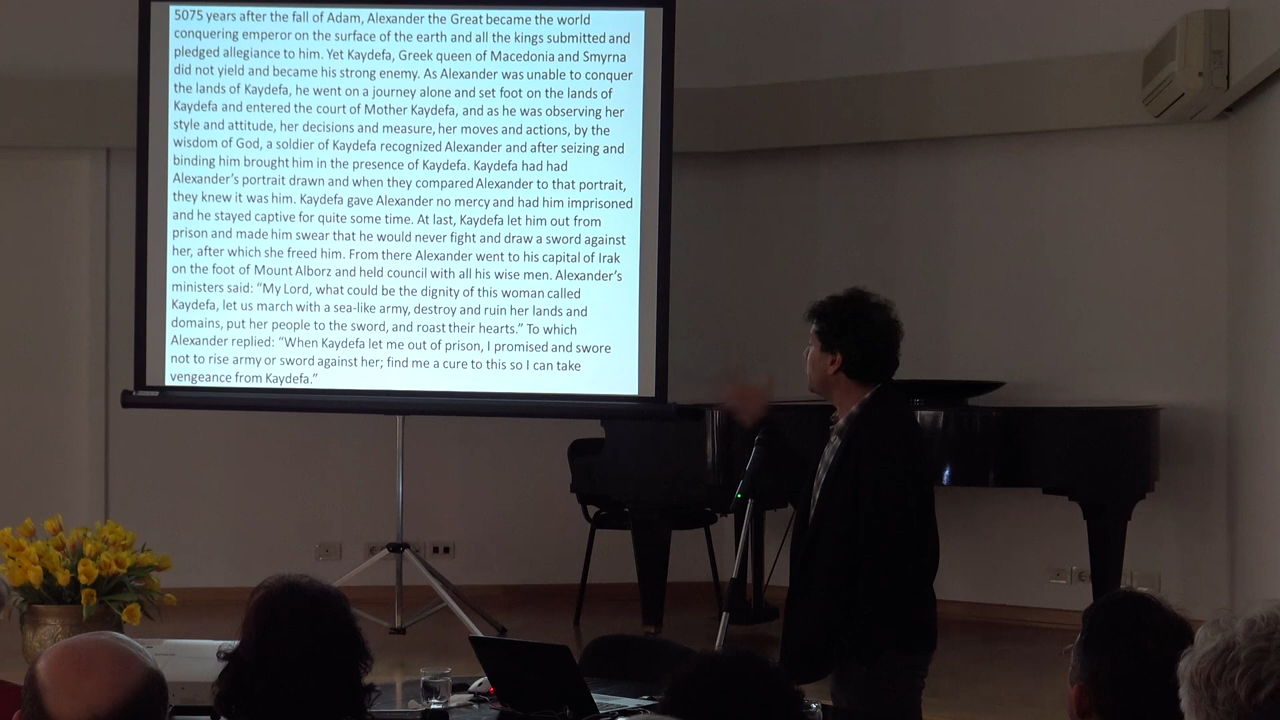 5075 years after the fall of Adam, Alexander the Great became the world
conquering emperor on the surface of the earth and all the kings submitted and
pledged allegiance to him. Yet Kaydefa, Greek queen of Macedonia and Smyrna
did not yield and became his strong enemy. As Alexander was unable to conquer
the lands of Kaydefa, he went on a journey alone and set foot on the lands of
Kaydefa and entered the court of Mother Kaydefa, and as he was observing her
style and attitude, her decisions and measure, her moves and actions, by the
wisdom of God, a soldier of Kaydefa recognized Alexander and after seizing and
binding him brought him in the presence of Kaydefa. Kaydefa had had
Alexander's portrait drawn and when they compared Alexander to that portrait,
they knew it was him. Kaydefa gave Alexander no mercy and had him imprisoned
and he stayed captive for quite some time. At last, Kaydefa let him out from
prison and made him swear that he would never fight and draw a sword against
her, after which she freed him. From there Alexander went to his capital of Irak
on the foot of Mount Alborz and held council with all his wise men. Alexander's
ministers said: “My Lord, what could be the dignity of this woman called
Kaydefa, let us march with a sea-like army, destroy and ruin her lands and
domains, put her people to the sword, and roast their hearts.” To which
Alexander replied: “When Kaydefa let me out of prison, I promised and swore
not to rise army or sword against her; find me a cure to this so I can take
vengeance from Kaydefa.”